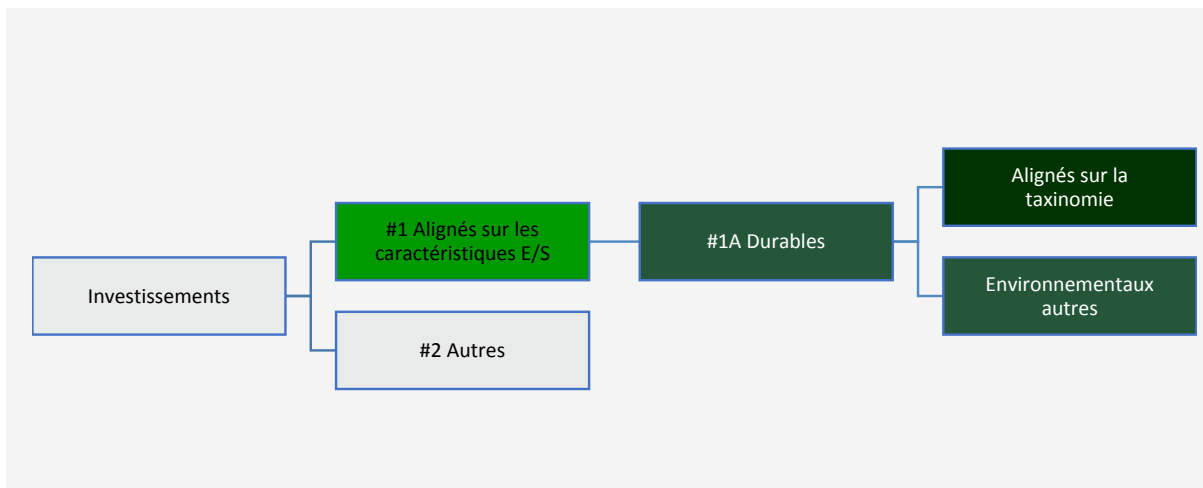 Investissements
#1 Alignés sur les
caractéristiques E/S
#2 Autres
#1A Durables
Alignés sur la
taxinomie
Environnementaux
autres